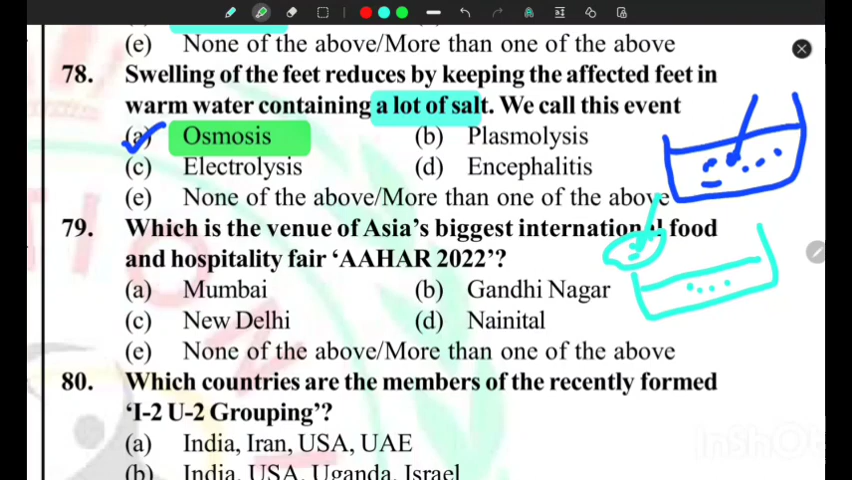 (e) None of the above/More than one of the above
78. Swelling of the feet reduces by keeping the affected feet in
warm water containing a lot of salt. We call this event
(a) Osmosis (b) Plasmolysis
(c) Electrolysis (d) Encephalitis
(e) None of the above/More than one of the above
79. Which is the venue of Asia's biggest international food
and hospitality fair 'AAHAR 2022'?
(a) Mumbai (b) Gandhi Nagar
(c) New Delhi (d) Nainital
(e) None of the above/More than one of the above
80. Which countries are the members of the recently formed
'I-2 U-2 Grouping'?
(a) India, Iran, USA, UAE
(b) India, USA, Uganda, Israel